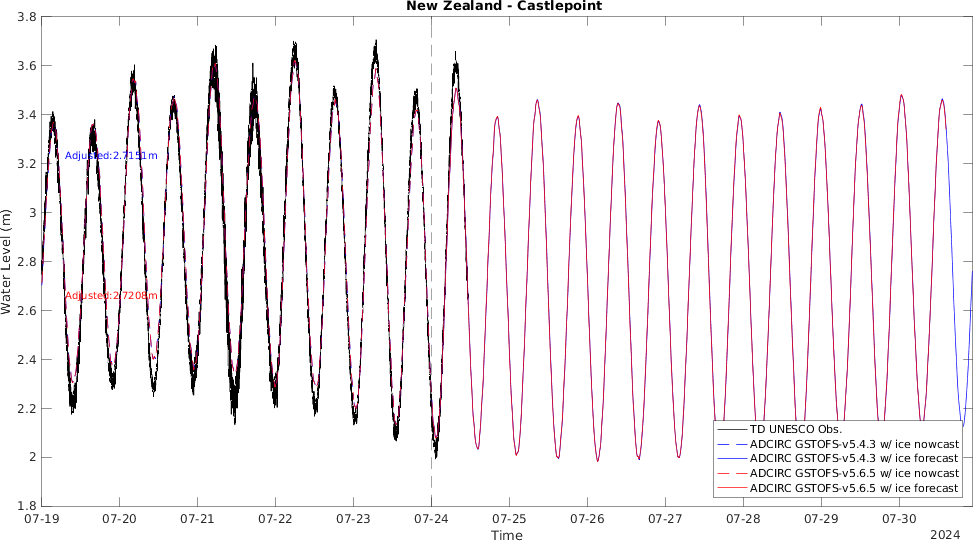 New Zealand - Castlepoint
Water Level (m)
3.8
3.6
3.4
3.2
3
2.8
2.6
2.4
2.2
2
1.8
Adjusted:2.7151m
Adjusted:2.7208m
TD UNESCO Obs.
ADCIRC GSTOFS-v5.4.3 w/ ice nowcast
ADCIRC GSTOFS-v5.4.3 w/ ice forecast
ADCIRC GSTOFS-v5.6.5 w/ ice nowcast
ADCIRC GSTOFS-v5.6.5 w/ ice forecast
07-19 07-20 07-21 07-22 07-23 07-24 07-25 07-26 07-27 07-28 07-29 07-30
Time
2024